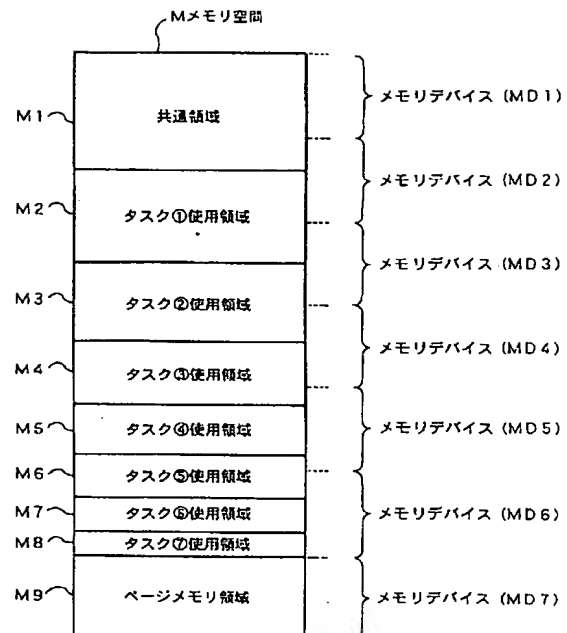 Mメモリ空間
M1
共通領域
メモリデバイス (MD1)
M2
タスク①使用領域
メモリデバイス (MD2)
M3
タスク②使用領域
メモリデバイス (MD3)
M4
タスク③使用領域
メモリデバイス (MD4)
M5
タスク④使用領域
メモリデバイス (MD5)
M6
タスク⑤使用領域
M7
タスク⑥使用領域
メモリデバイス (MD6)
M8
タスク⑦使用領域
M9
ページメモリ領域
メモリデバイス (MD7)